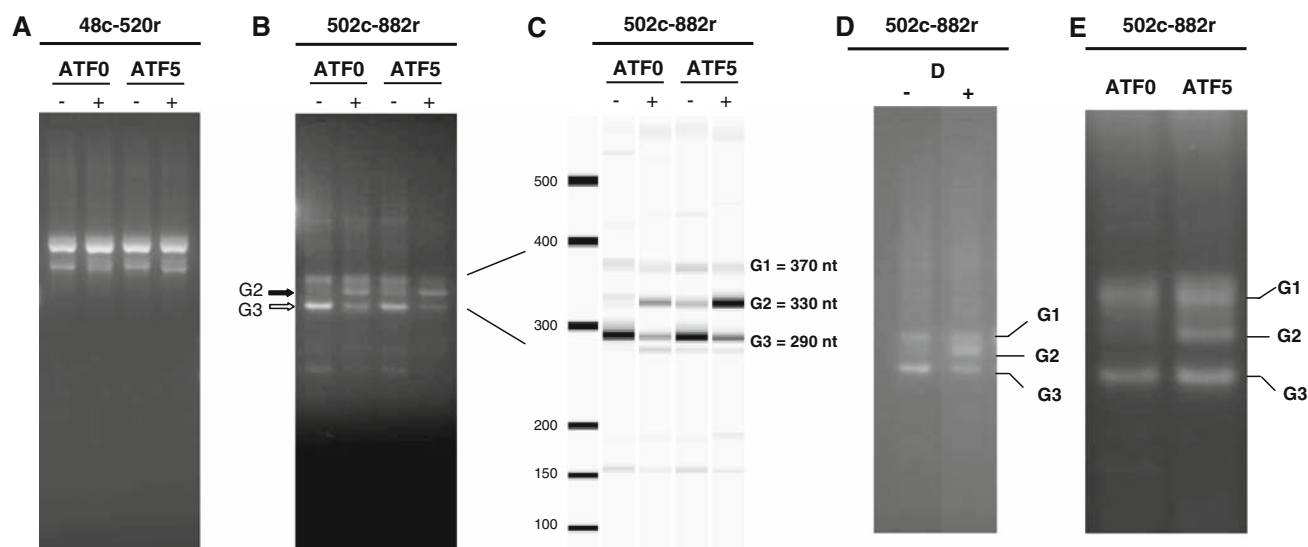 A
48c-520r
ATF0 ATF5
- + - +
B
502c-882r
ATF0 ATF5
- + - +
G2
G3
C
502c-882r
ATF0 ATF5
- + - +
500
400
300
200
150
100
G1 = 370 nt
G2 = 330 nt
G3 = 290 nt
D
502c-882r
D
- +
G1
G2
G3
E
502c-882r
ATF0 ATF5
G1
G2
G3